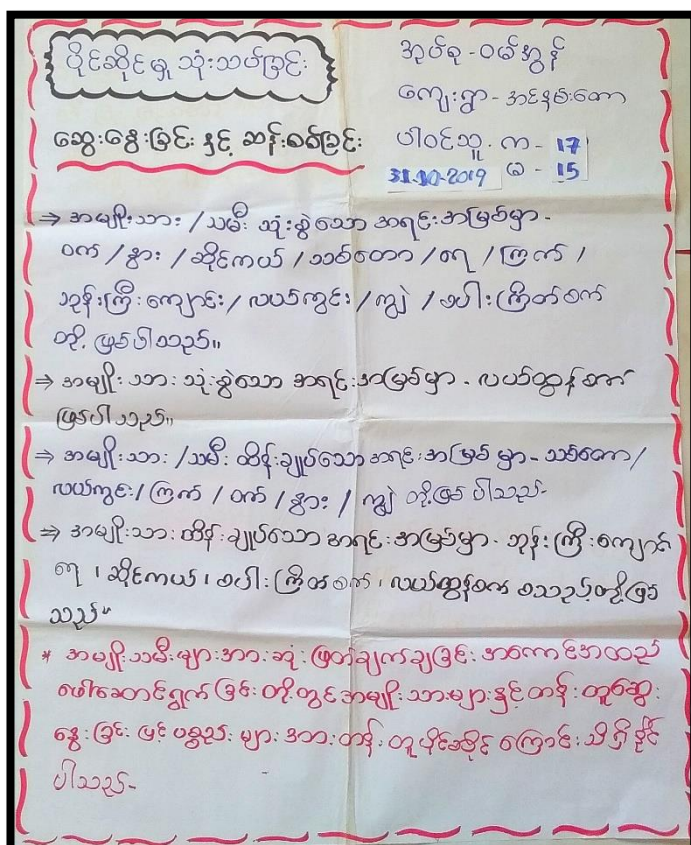 ပိုင်ဆိုင်မှု သုံးသပ်ခြင်း
အုပ်စု - ဝမ်အွန်
ကျေးရွာ - အင်နမ်းတော
ဆွေးနွေးခြင်း နှင့် ဆန်းစစ်ခြင်း
ပါဝင်သူ. က - 17
31-10-2019 မ - 15
⇒ အမျိုးသား / သမီး သုံးစွဲသော အရင်းအမြစ်မှာ -
ဝက် / နွား / ဆိုင်ကယ် / သစ်တော / ရေ / ကြက် /
ဘုန်းကြီးကျောင်း / လယ်ကွင်း / ကျွဲ / စပါးကြိတ်စက်
တို့ ဖြစ်ပါသည်။
⇒ အမျိုးသား သုံးစွဲသော အရင်းအမြစ်မှာ - လယ်ထွန်စက်
ဖြစ်ပါသည်။
⇒ အမျိုးသား / သမီး ထိန်းချုပ်သော အရင်းအမြစ် မှာ - သစ်တော /
လယ်ကွင်း / ကြက် / ဝက် / နွား / ကျွဲ တို့ဖြစ်ပါသည်-
⇒ အမျိုးသား ထိန်းချုပ်သော အရင်းအမြစ်မှာ - ဘုန်းကြီးကျောင်း
ရေ ၊ ဆိုင်ကယ် ၊ စပါးကြိတ်စက် ၊ လယ်ထွန်စက် စသည့်တို့ဖြစ်
သည်။
* အမျိုးသမီးများအား ဆုံးဖြတ်ချက်ချခြင်း အကောင်အထည်
ဖော်ဆောင်ရွက်ခြင်း တို့တွင် အမျိုးသားများနှင့် တန်းတူဆွေး
နွေးခြင်း ဖြင့် ပစ္စည်းများအား တန်းတူပိုင်ဆိုင်ကြောင်း သိရှိနိုင်
ပါသည်-